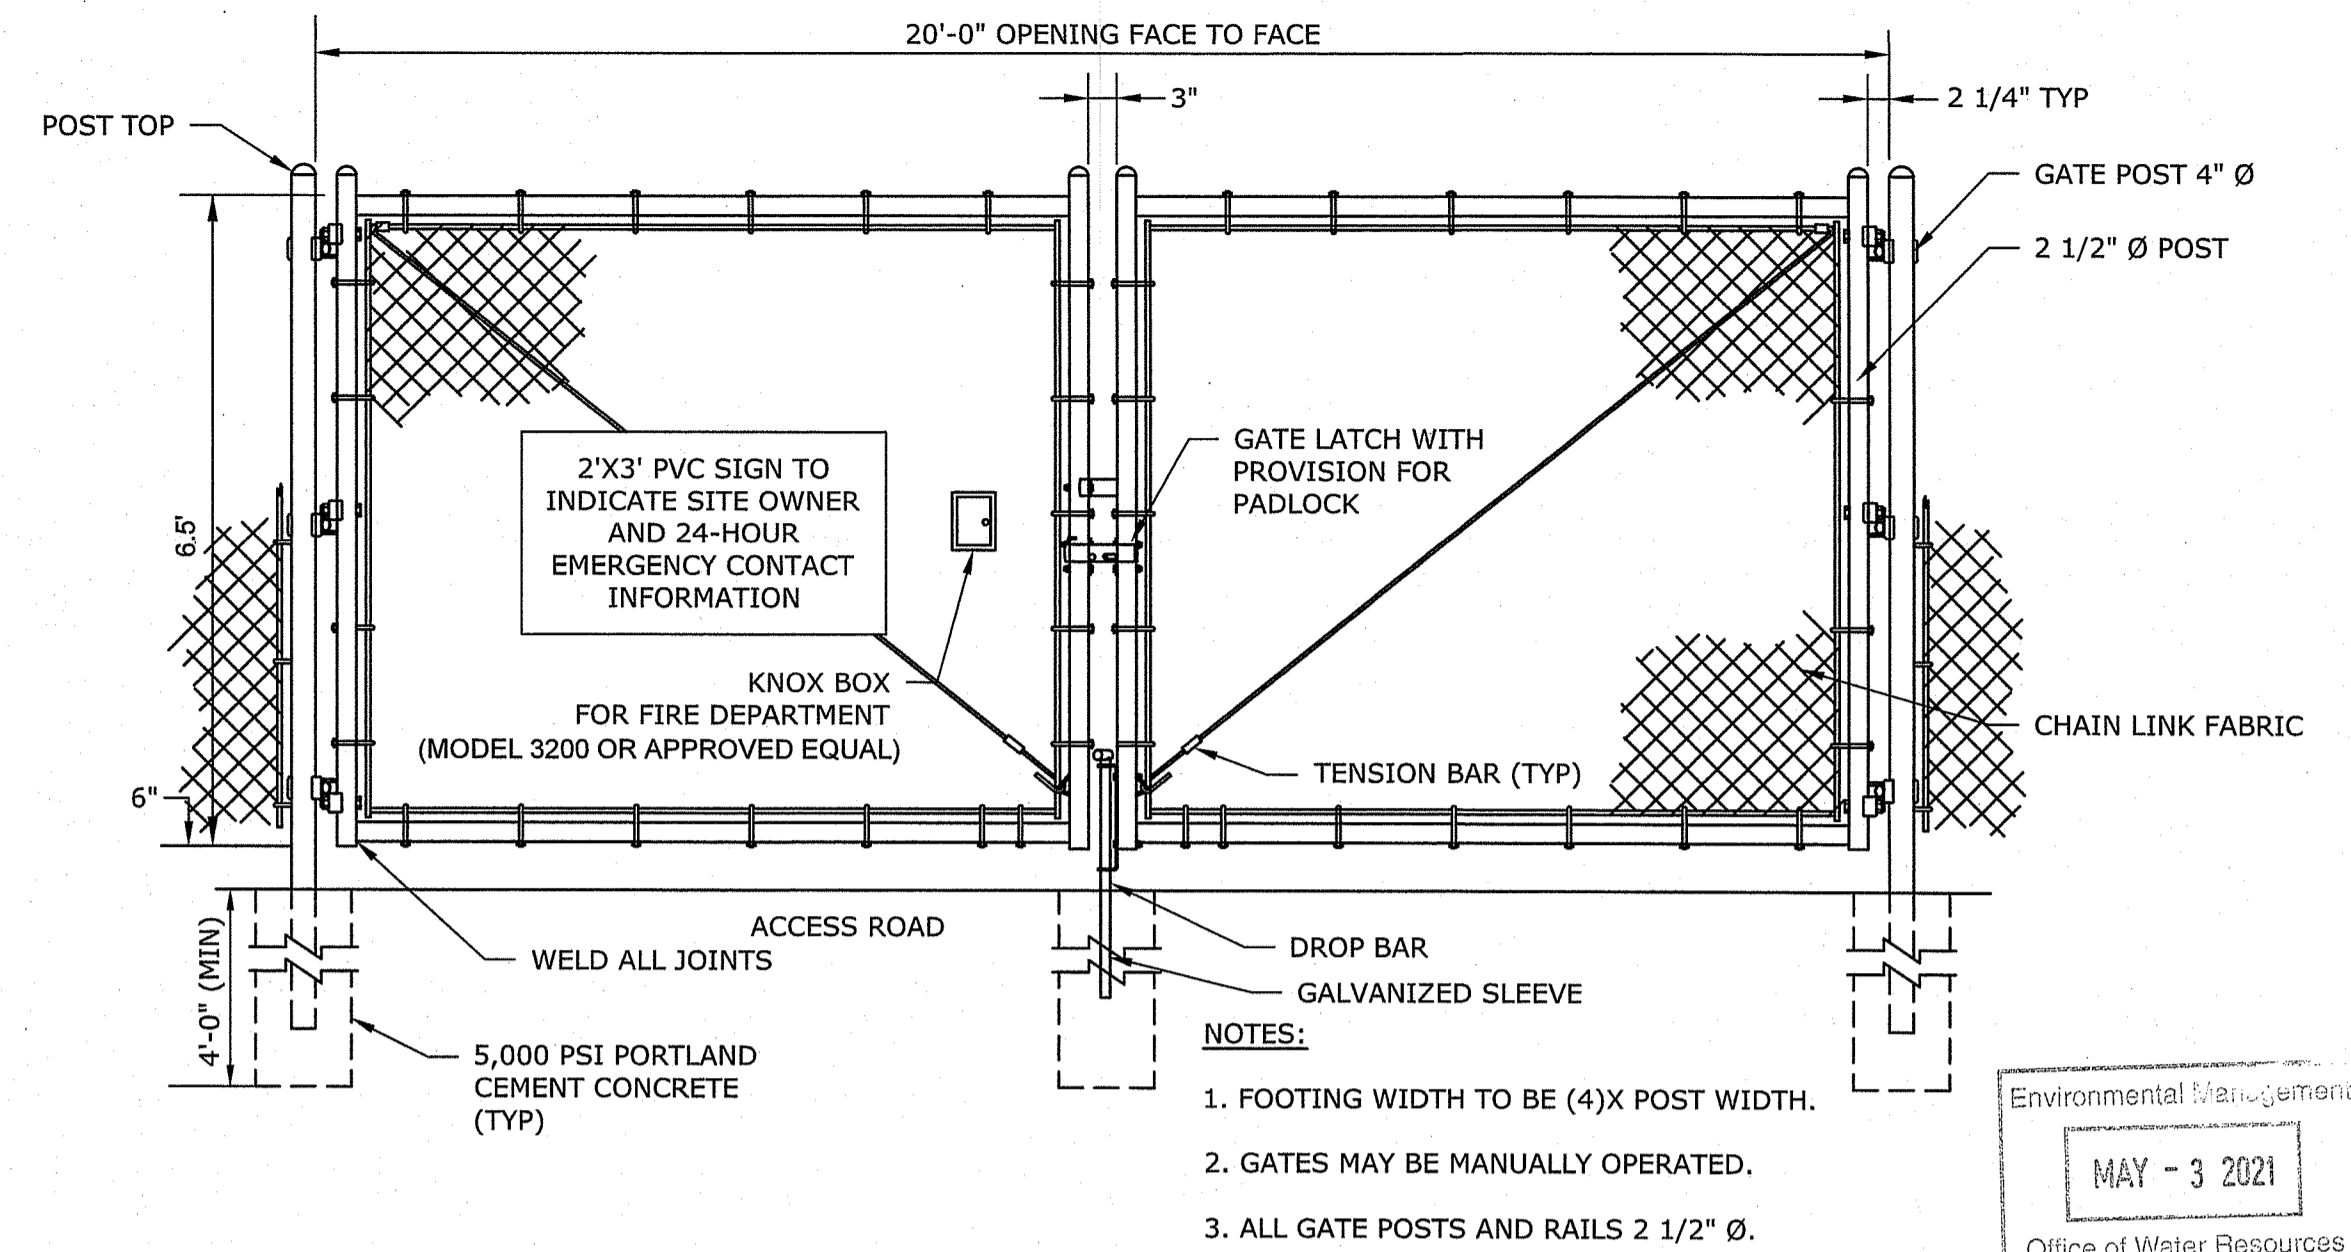 20'-0" OPENING FACE TO FACE
3"
2 1/4" TYP
POST TOP
GATE POST 4" Ø
2 1/2" Ø POST
GATE LATCH WITH
PROVISION FOR
PADLOCK
2'X3' PVC SIGN TO
INDICATE SITE OWNER
AND 24-HOUR
EMERGENCY CONTACT
INFORMATION
6.5'
KNOX BOX
FOR FIRE DEPARTMENT
(MODEL 3200 OR APPROVED EQUAL)
CHAIN LINK FABRIC
TENSION BAR (TYP)
6"
ACCESS ROAD
WELD ALL JOINTS
DROP BAR
GALVANIZED SLEEVE
4'-0" (MIN)
5,000 PSI PORTLAND
CEMENT CONCRETE
(TYP)
NOTES:
1. FOOTING WIDTH TO BE (4)X POST WIDTH.
2. GATES MAY BE MANUALLY OPERATED.
3. ALL GATE POSTS AND RAILS 2 1/2" Ø.
Environmental Management
MAY - 3 2021
Office of Water Resources